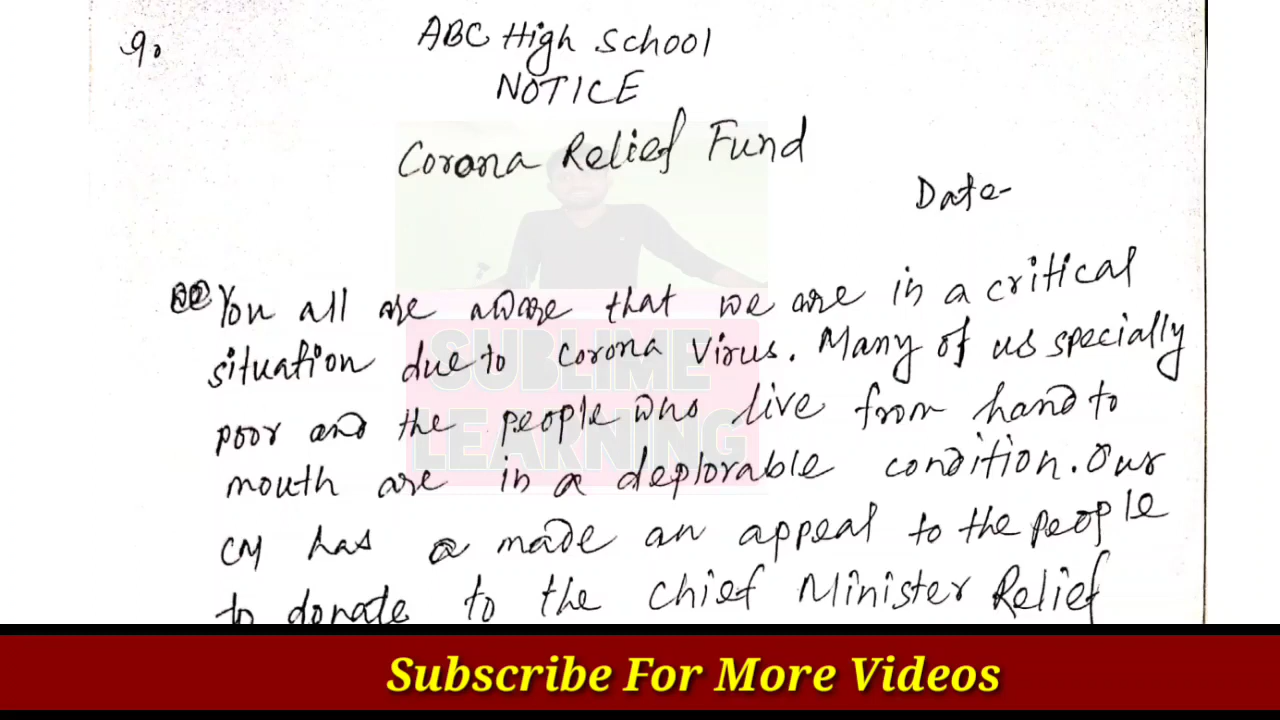 9.
ABC High School
NOTICE
Corona Relief Fund
Date-
You all are aware that we are in a critical
situation due to corona virus. Many of us specially
poor and the people who live from hand to
mouth are in a deplorable condition. Our
CM has a made an appeal to the people
to donate to the Chief Minister Relief
SUBLIME
LEARNING
Subscribe For More Videos